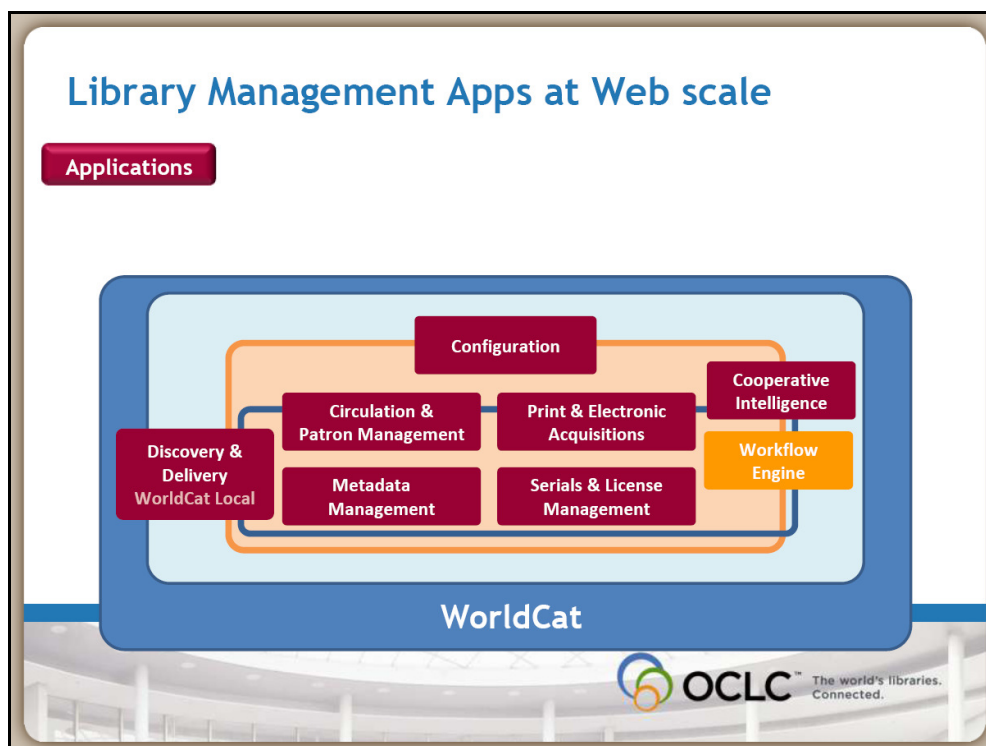 Library Management Apps at Web scale
Applications
Configuration
Cooperative
Intelligence
Circulation &
Patron Management
Print & Electronic
Acquisitions
Discovery &
Delivery
WorldCat Local
Workflow
Engine
Metadata
Management
Serials & License
Management
WorldCat
OCLC™
The world's libraries.
Connected.